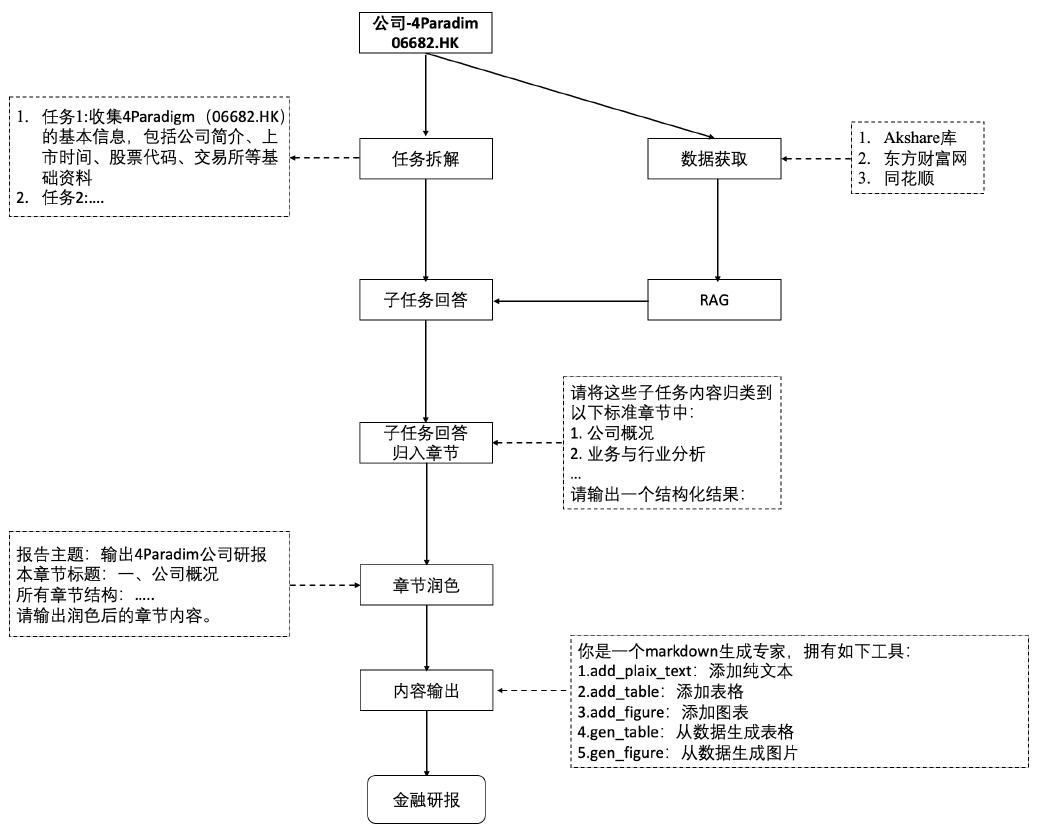 公司-4Paradim
06682.HK
1. 任务1:收集4Paradigm（06682.HK）
的基本信息，包括公司简介、上
市时间、股票代码、交易所等基
础资料
2. 任务2:....
任务拆解
数据获取
1. Akshare库
2. 东方财富网
3. 同花顺
子任务回答
RAG
请将这些子任务内容归类到
以下标准章节中：
1. 公司概况
2. 业务与行业分析
...
请输出一个结构化结果：
子任务回答
归入章节
报告主题：输出4Paradim公司研报
本章节标题：一、公司概况
所有章节结构：.....
请输出润色后的章节内容。
章节润色
你是一个markdown生成专家，拥有如下工具：
1.add_plaix_text：添加纯文本
2.add_table：添加表格
3.add_figure：添加图表
4.gen_table：从数据生成表格
5.gen_figure：从数据生成图片
内容输出
金融研报